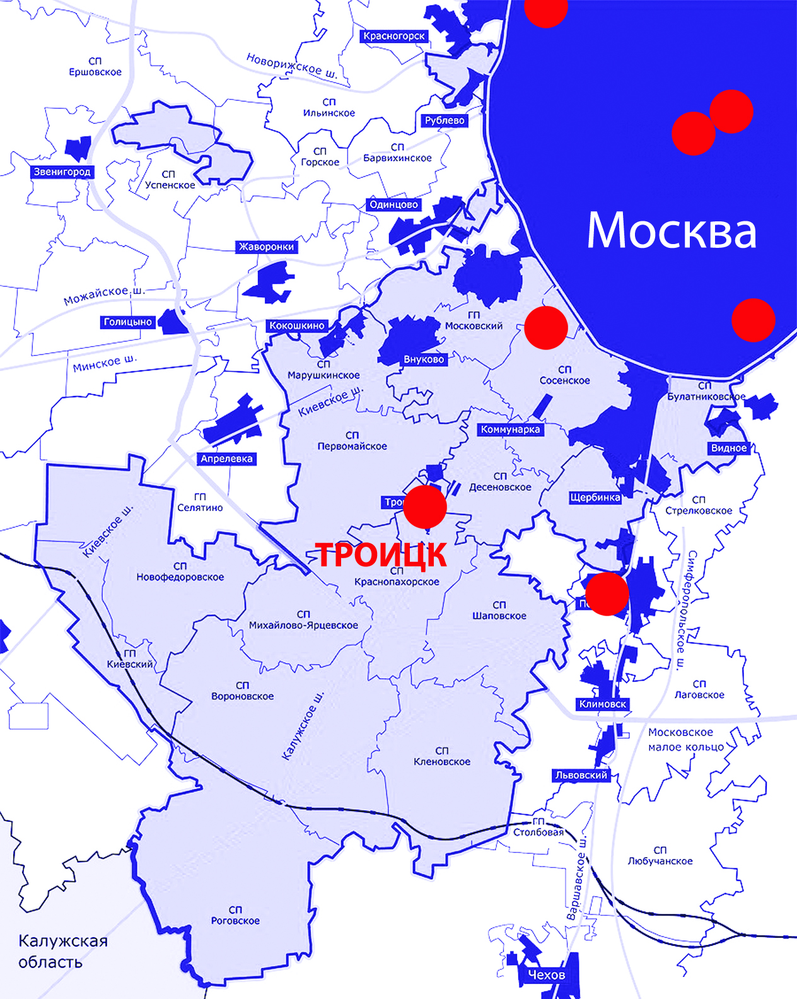 Красногорск
Новорижское ш.
СП
Ершовское
СП
Ильинское
Рублево
СП
Горское
СП
Барвихинское
Звенигород
СП
Успенское
Одинцово
Москва
Жаворонки
Можайское ш.
Голицыно
Кокошкино
ГП
Московский
Минское ш.
Внуково
СП
Марушкинское
СП
Сосенское
СП
Булатниковское
Киевское ш.
Коммунарка
СП
Первомайское
Апрелевка
Видное
СП
Десеновское
Щербинка
ГП
Селятино
СП
Стрелковское
Киевское ш.
ТРОИЦК
СП
Новофедоровское
СП
Краснопахорское
Симферопольское ш.
СП
Михайлово-Ярцевское
СП
Шаповское
ГП
Киевский
СП
Вороновское
СП
Лаговское
Климовск
Калужское ш.
Московское
малое кольцо
СП
Кленовское
Львовский
ГП
Столбовая
СП
Любучанское
Варшавское ш.
СП
Роговское
Калужская
область
Чехов